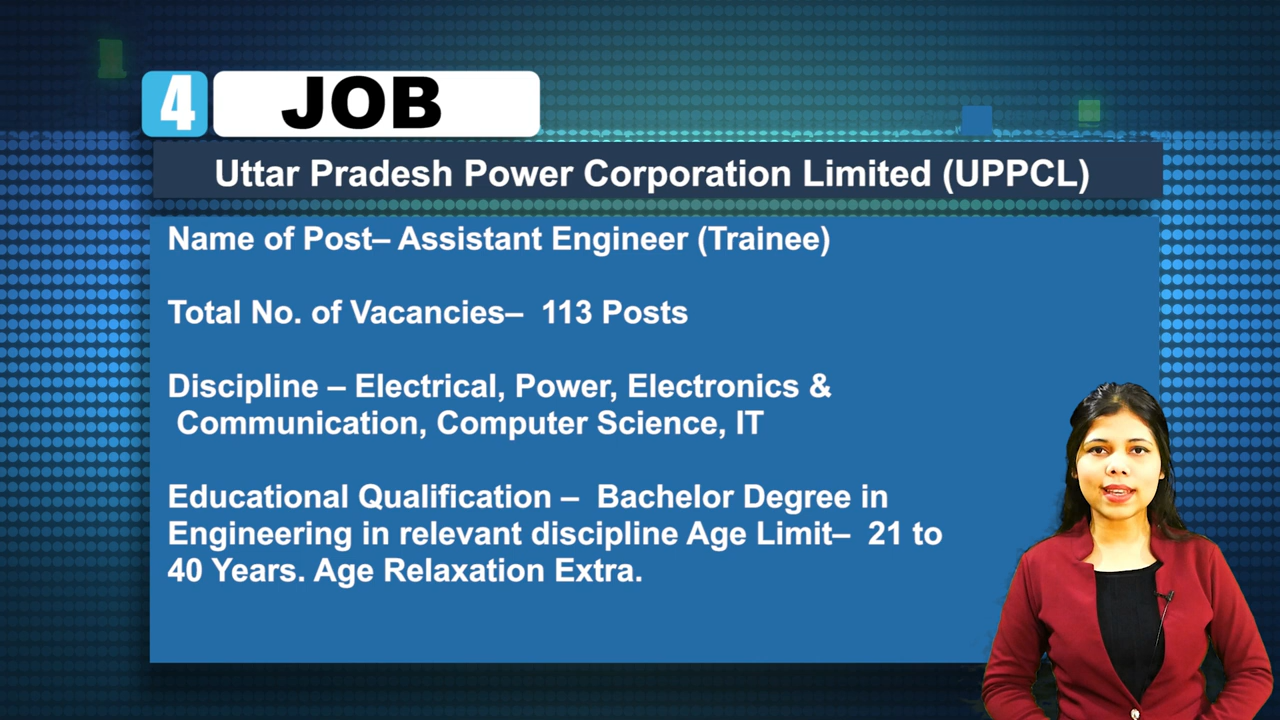 4 JOB
Uttar Pradesh Power Corporation Limited (UPPCL)
Name of Post– Assistant Engineer (Trainee)
Total No. of Vacancies– 113 Posts
Discipline – Electrical, Power, Electronics &
Communication, Computer Science, IT
Educational Qualification – Bachelor Degree in
Engineering in relevant discipline Age Limit– 21 to
40 Years. Age Relaxation Extra.